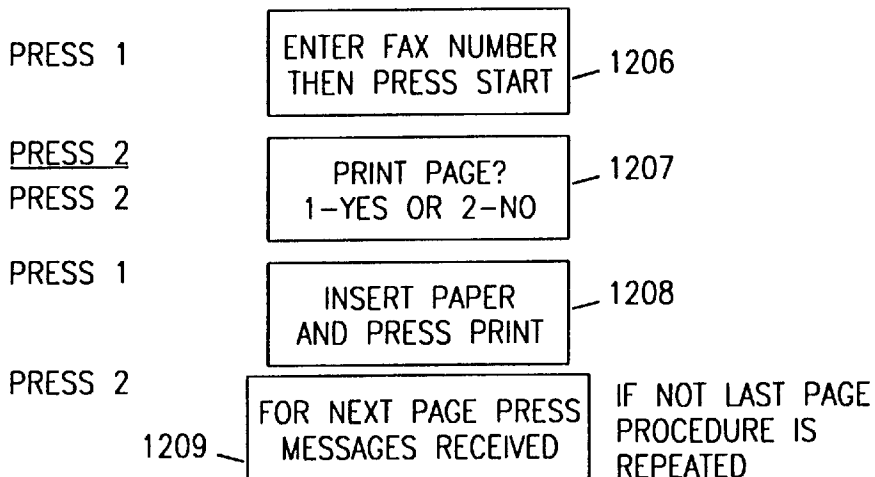 PRESS 1
ENTER FAX NUMBER
THEN PRESS START
1206
PRESS 2
PRESS 2
PRINT PAGE?
1-YES OR 2-NO
1207
PRESS 1
INSERT PAPER
AND PRESS PRINT
1208
PRESS 2
FOR NEXT PAGE PRESS
MESSAGES RECEIVED
1209
IF NOT LAST PAGE
PROCEDURE IS
REPEATED